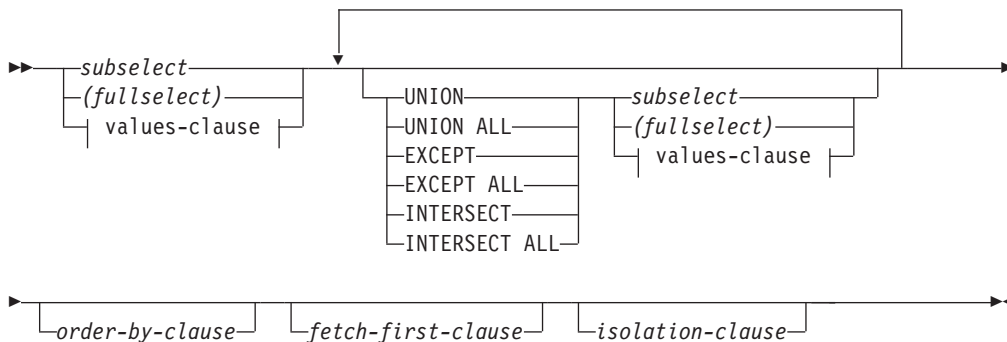 subselect
(fullselect)
values-clause
UNION
UNION ALL
EXCEPT
EXCEPT ALL
INTERSECT
INTERSECT ALL
subselect
(fullselect)
values-clause
order-by-clause
fetch-first-clause
isolation-clause